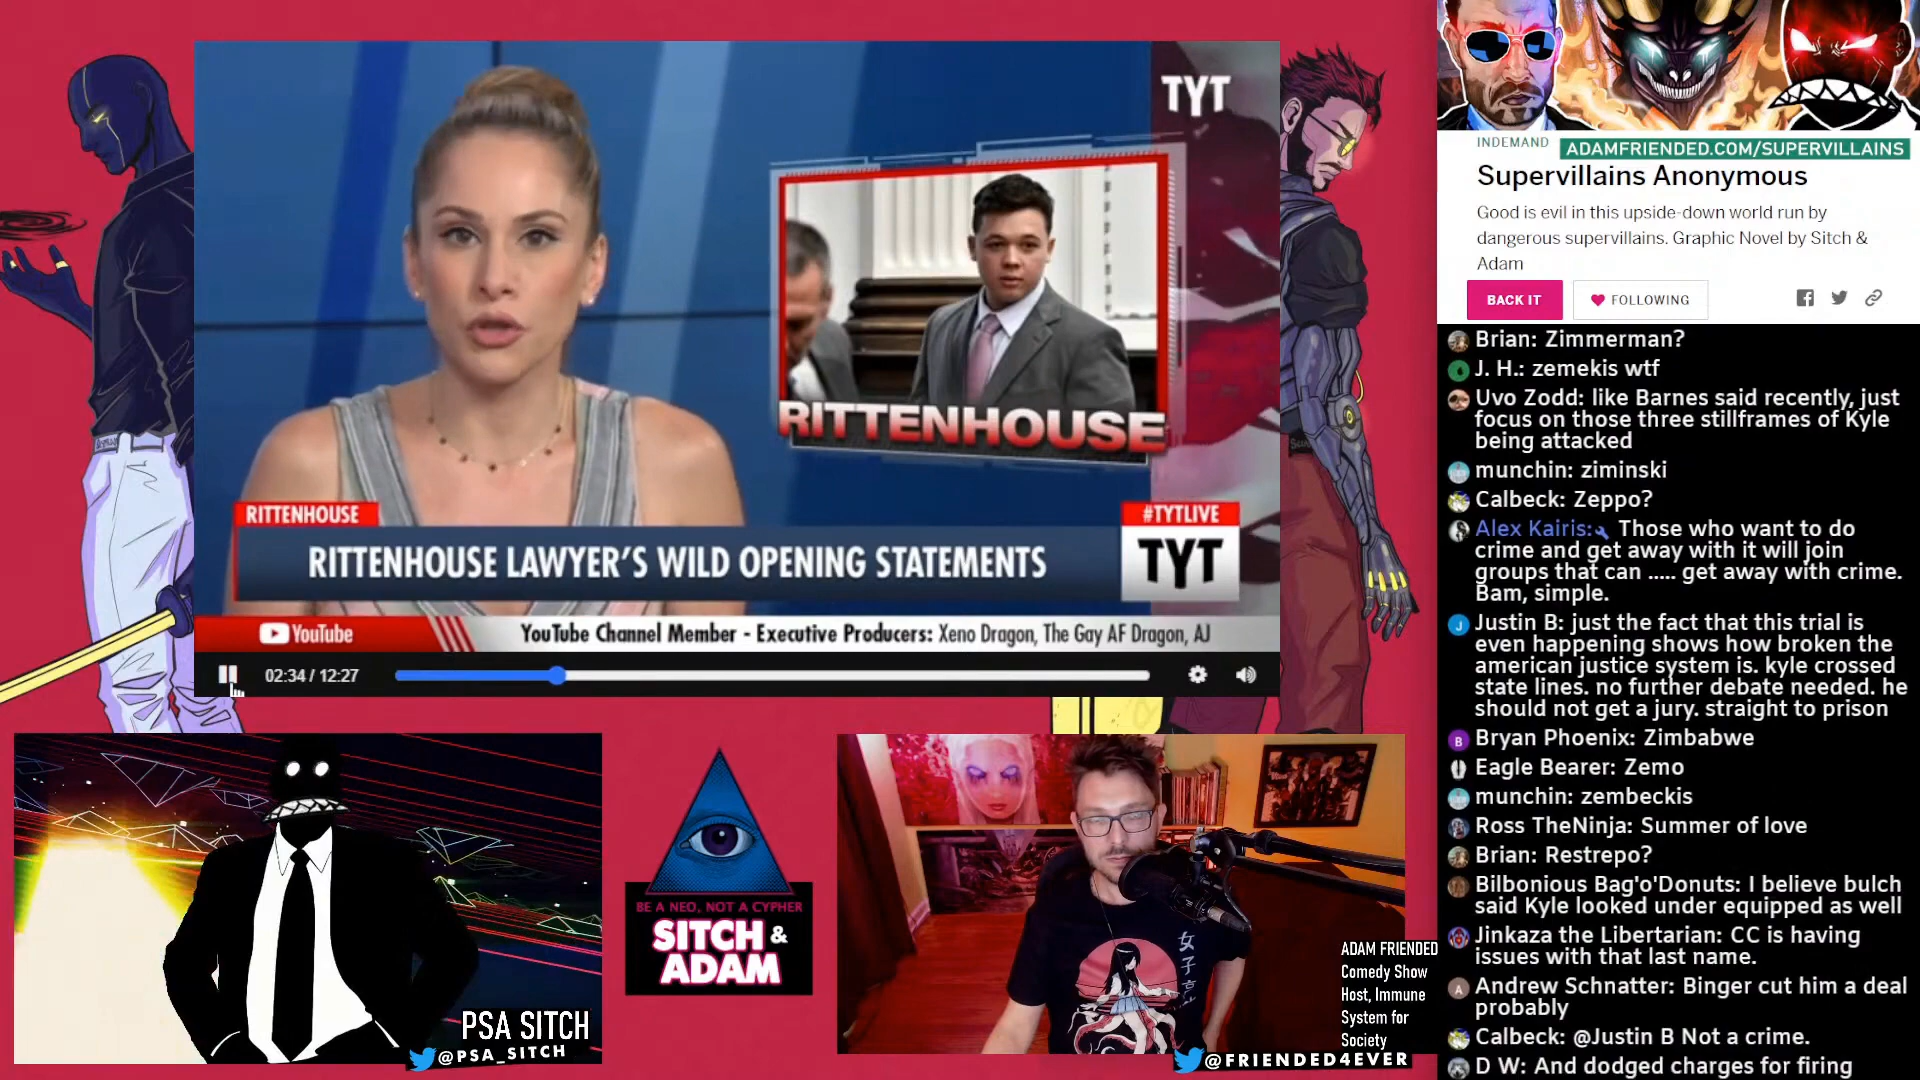 TYT
RITTENHOUSE
RITTENHOUSE
#TYTLIVE
RITTENHOUSE LAWYER'S WILD OPENING STATEMENTS
TYT
YouTube
YouTube Channel Member - Executive Producers: Xeno Dragon, The Gay AF Dragon, AJ
02:34 / 12:27
PSA SITCH
@PSA_SITCH
BE A NEO, NOT A CYPHER
SITCH &
ADAM
女子高
ADAM FRIENDED
Comedy Show
Host, Immune
System for
Society
@FRIENDED4EVER
INDEMAND
ADAMFRIENDED.COM/SUPERVILLAINS
Supervillains Anonymous
Good is evil in this upside-down world run by
dangerous supervillains. Graphic Novel by Sitch &
Adam
BACK IT
FOLLOWING
Brian: Zimmerman?
J. H.: zemekis wtf
Uvo Zodd: like Barnes said recently, just
focus on those three stillframes of Kyle
being attacked
munchin: ziminski
Calbeck: Zeppo?
Alex Kairis: Those who want to do
crime and get away with it will join
groups that can ..... get away with crime.
Bam, simple.
J
Justin B: just the fact that this trial is
even happening shows how broken the
american justice system is. kyle crossed
state lines. no further debate needed. he
should not get a jury. straight to prison
B
Bryan Phoenix: Zimbabwe
Eagle Bearer: Zemo
munchin: zembeckis
Ross TheNinja: Summer of love
Brian: Restrepo?
Bilbonious Bag'o'Donuts: I believe bulch
said Kyle looked under equipped as well
Jinkaza the Libertarian: CC is having
issues with that last name.
A
Andrew Schnatter: Binger cut him a deal
probably
Calbeck: @Justin B Not a crime.
D W: And dodged charges for firing